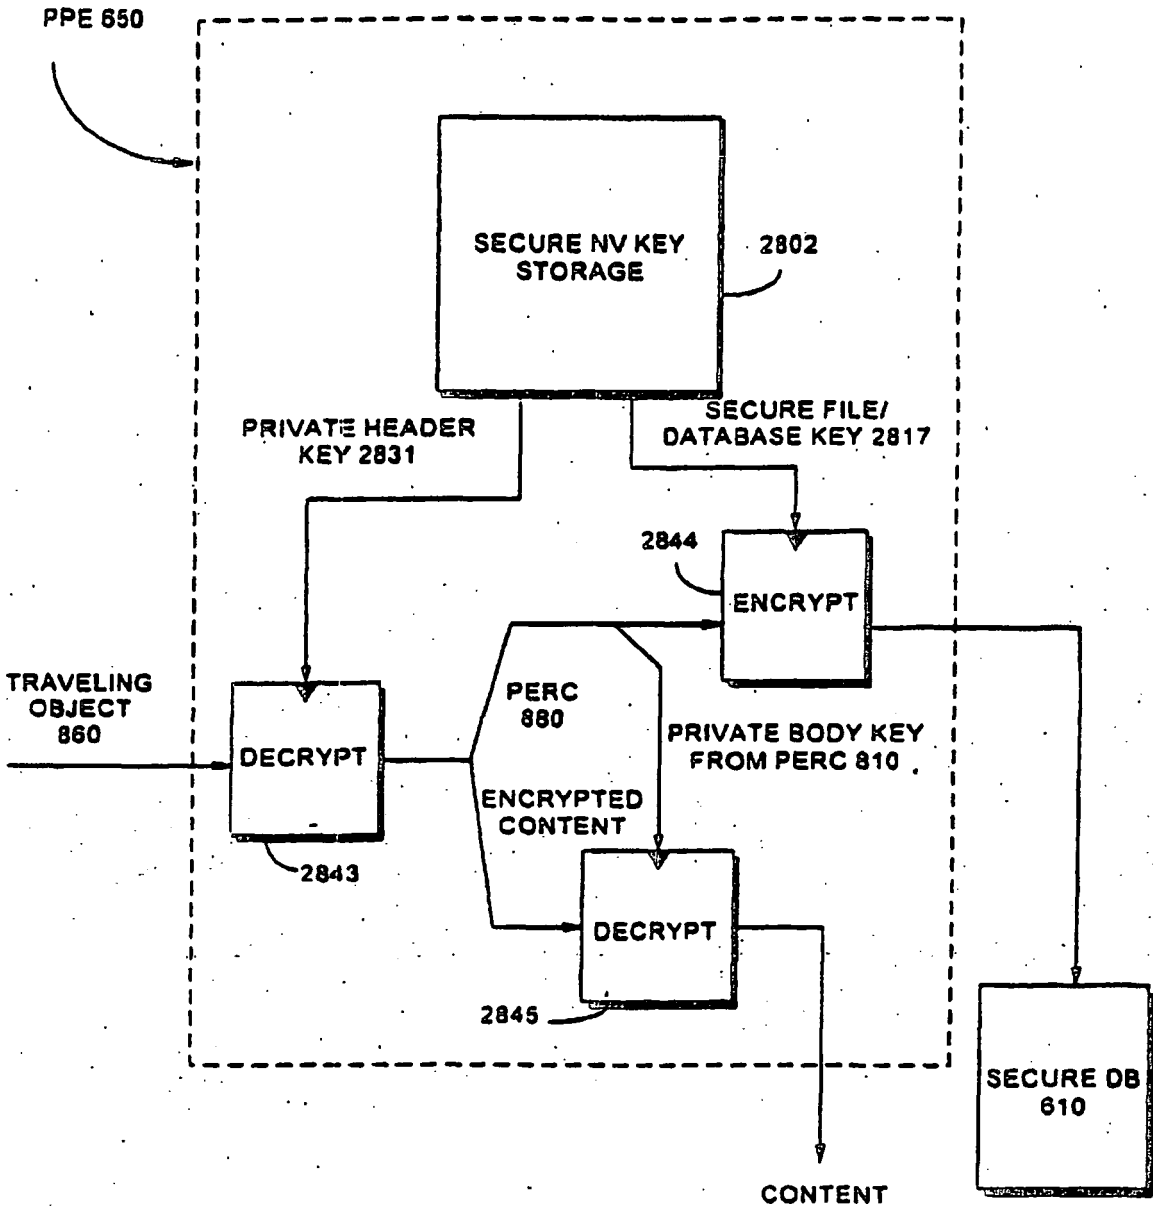 PPE 650
SECURE NV KEY
STORAGE
2802
PRIVATE HEADER
KEY 2831
SECURE FILE/
DATABASE KEY 2817
2844
ENCRYPT
TRAVELING
OBJECT
860
DECRYPT
PERC
880
PRIVATE BODY KEY
FROM PERC 810
ENCRYPTED
CONTENT
2843
DECRYPT
2845
SECURE DB
610
CONTENT